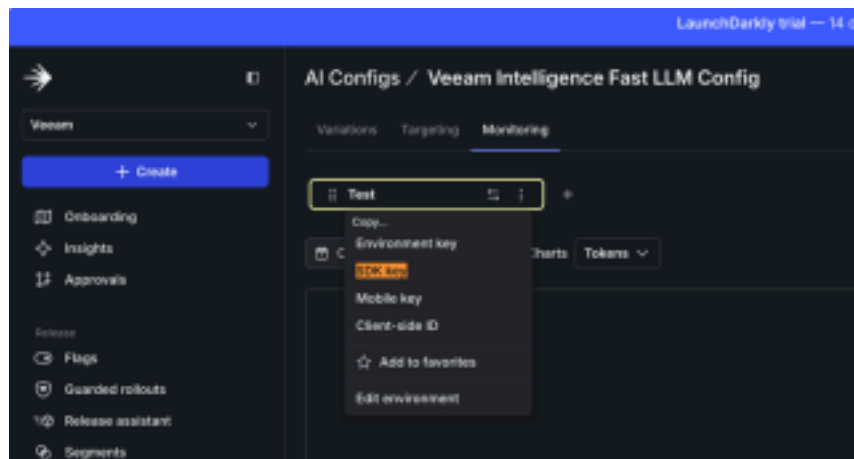 LaunchDarkly trial — 14 d
AI Configs / Veeam Intelligence Fast LLM Config
Veeam
Variations Targeting Monitoring
+ Create
Test
Copy...
Environment key
SDK key
Mobile key
Client-side ID
Add to favorites
Edit environment
Charts Tokens
Onboarding
Insights
Approvals
Release
Flags
Guarded rollouts
Release assistant
Segments